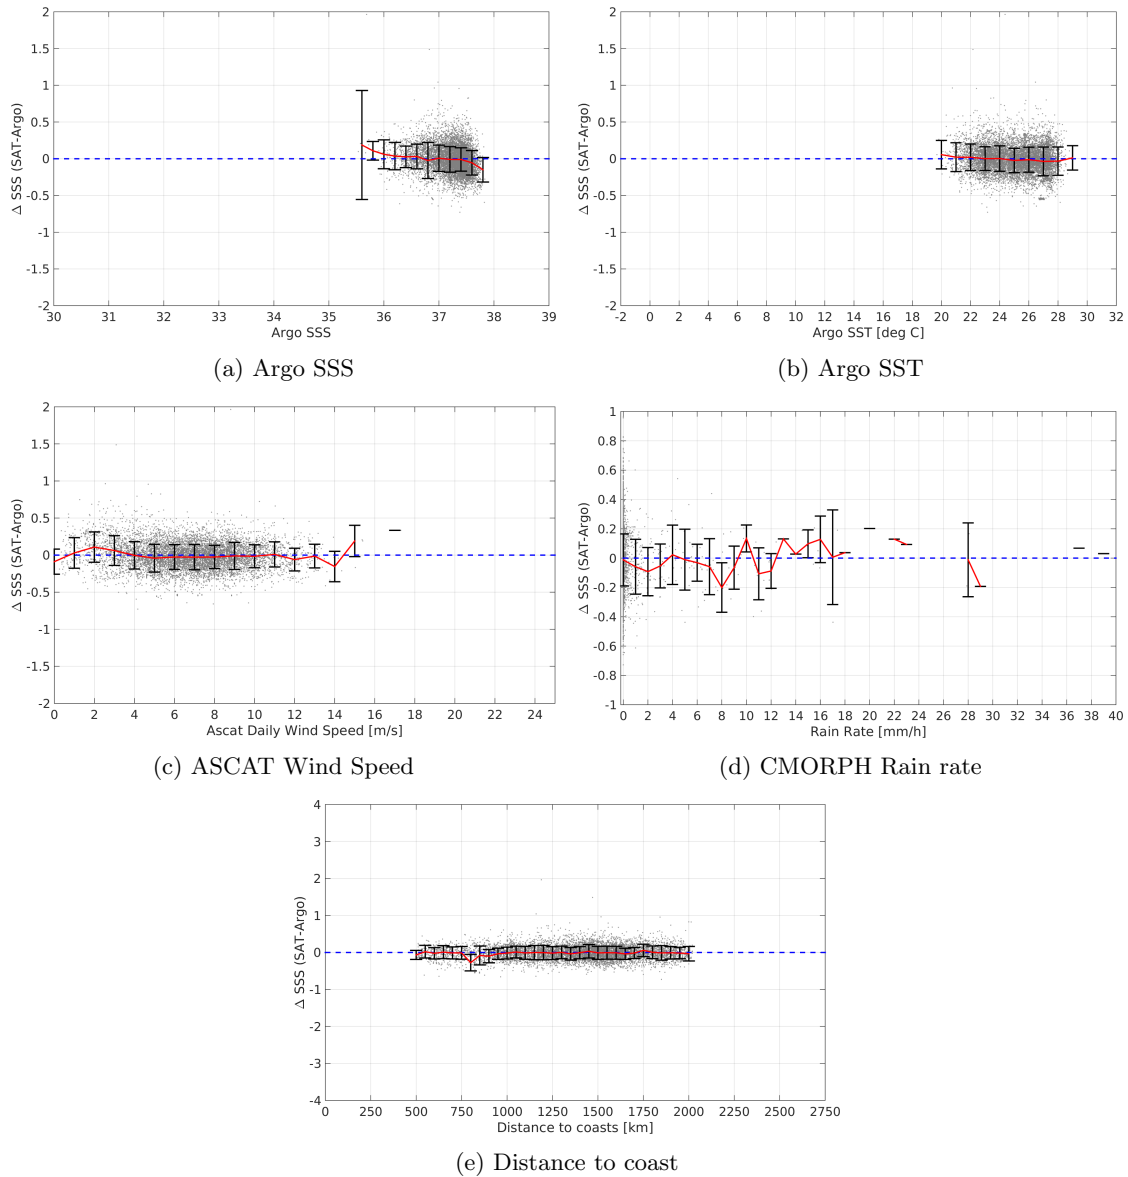 2
1.5
1
0.5
0
-0.5
-1
-1.5
-2
Δ SSS (SAT-Argo)
30 31 32 33 34 35 36 37 38 39
Argo SSS
(a) Argo SSS
2
1.5
1
0.5
0
-0.5
-1
-1.5
-2
Δ SSS (SAT-Argo)
-2 0 2 4 6 8 10 12 14 16 18 20 22 24 26 28 30 32
Argo SST [deg C]
(b) Argo SST
2
1.5
1
0.5
0
-0.5
-1
-1.5
-2
Δ SSS (SAT-Argo)
0 2 4 6 8 10 12 14 16 18 20 22 24
Ascat Daily Wind Speed [m/s]
(c) ASCAT Wind Speed
1
0.8
0.6
0.4
0.2
0
-0.2
-0.4
-0.6
-0.8
-1
Δ SSS (SAT-Argo)
0 2 4 6 8 10 12 14 16 18 20 22 24 26 28 30 32 34 36 38 40
Rain Rate [mm/h]
(d) CMORPH Rain rate
4
3
2
1
0
-1
-2
-3
-4
Δ SSS (SAT-Argo)
0 250 500 750 1000 1250 1500 1750 2000 2250 2500 2750
Distance to coasts [km]
(e) Distance to coast